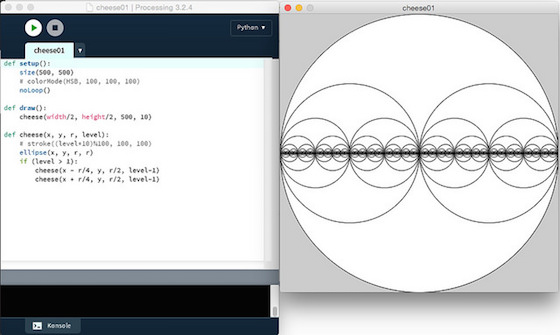 cheese01 | Processing 3.2.4
Python
cheese01
def setup():
size(500, 500)
# colorMode(HSB, 100, 100, 100)
noLoop()
def draw():
cheese(width/2, height/2, 500, 10)
def cheese(x, y, r, level):
# stroke((level*10)%100, 100, 100)
ellipse(x, y, r, r)
if (level > 1):
cheese(x - r/4, y, r/2, level-1)
cheese(x + r/4, y, r/2, level-1)
Konsole
cheese01